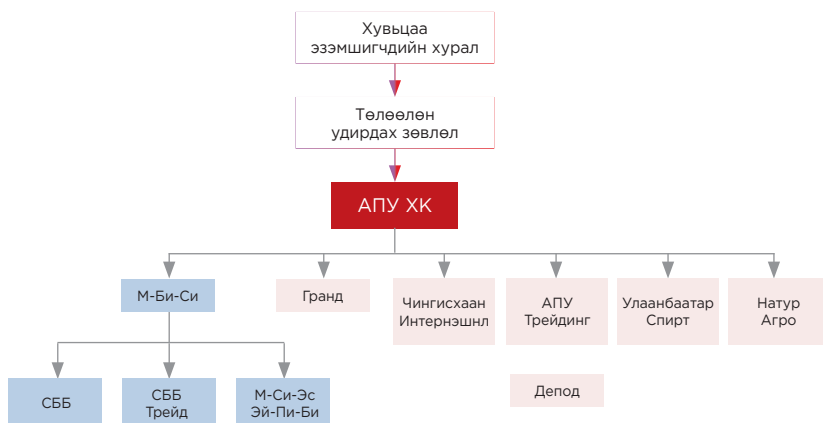 Хувьцаа
эзэмшигчдийн хурал
Төлөөлөн
удирдах зөвлөл
АПУ ХК
М-Би-Си
Гранд
Чингисхаан
Интернэшнл
АПУ
Трейдинг
Улаанбаатар
Спирт
Натур
Агро
СББ
СББ
Трейд
М-Си-Эс
Эй-Пи-Би
Депод